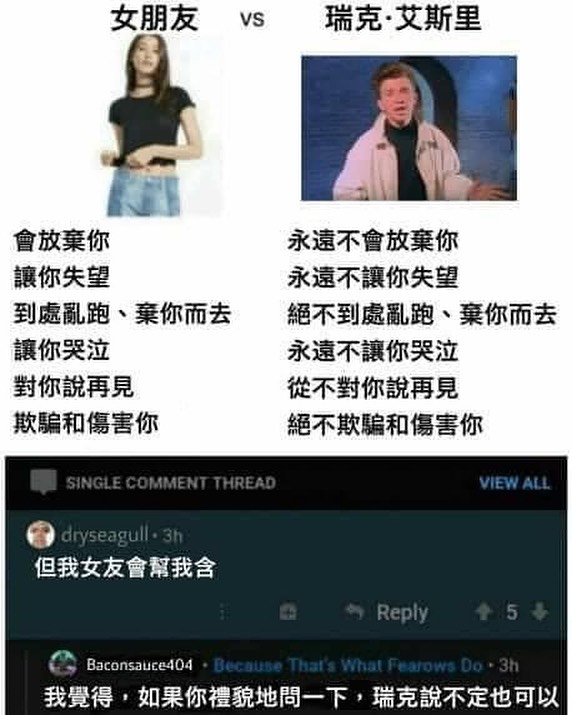 女朋友 vs 瑞克·艾斯里
會放棄你
讓你失望
到處亂跑、棄你而去
讓你哭泣
對你說再見
欺騙和傷害你
永遠不會放棄你
永遠不讓你失望
絕不到處亂跑、棄你而去
永遠不讓你哭泣
從不對你說再見
絕不欺騙和傷害你
SINGLE COMMENT THREAD VIEW ALL
dryseagull • 3h
但我女友會幫我含
Reply 5
Baconsauce404 • Because That's What Fearows Do • 3h
我覺得，如果你禮貌地問一下，瑞克說不定也可以